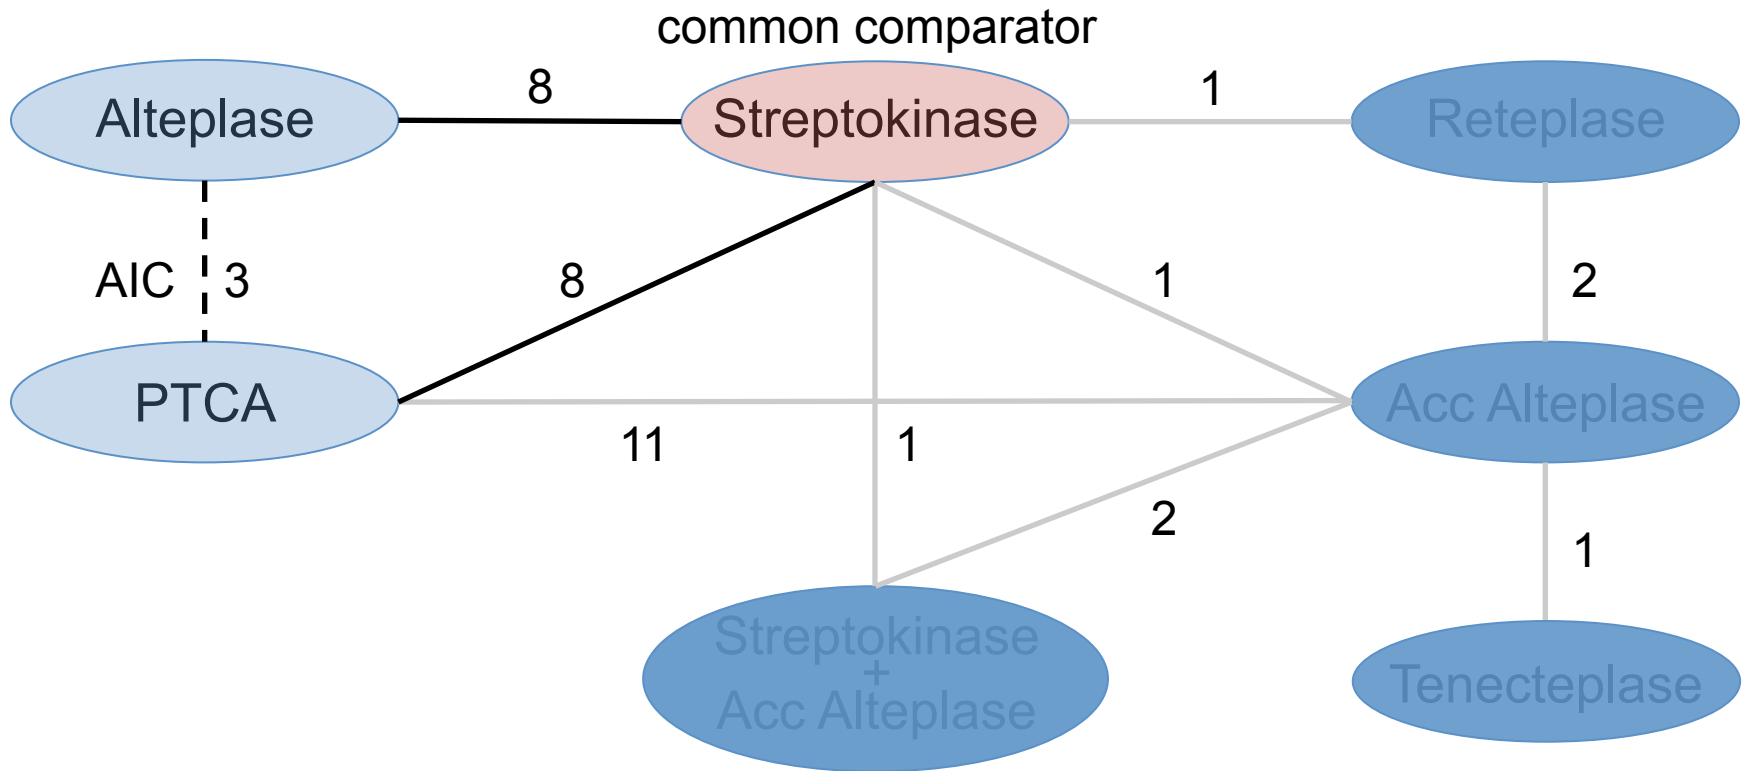 common comparator
Alteplase
8
Streptokinase
1
Reteplase
AIC
3
8
1
2
PTCA
Acc Alteplase
11
1
2
1
Streptokinase
+
Acc Alteplase
Tenecteplase